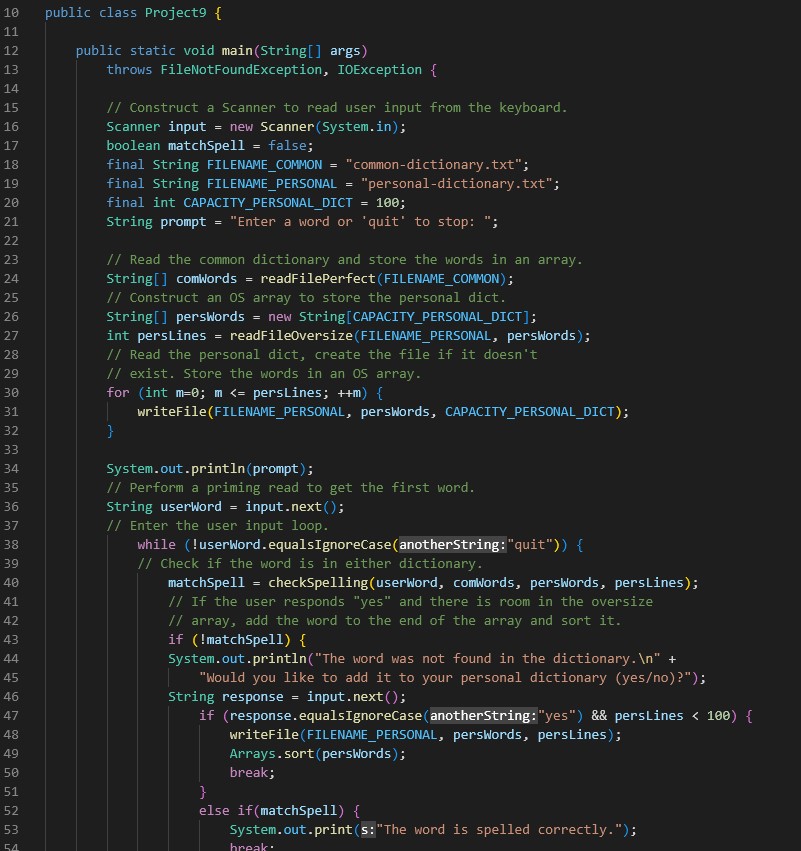 10 public class Project9 {
11
12 public static void main(String[] args)
13 throws FileNotFoundException, IOException {
14
15 // Construct a Scanner to read user input from the keyboard.
16 Scanner input = new Scanner(System.in);
17 boolean matchSpell = false;
18 final String FILENAME_COMMON = "common-dictionary.txt";
19 final String FILENAME_PERSONAL = "personal-dictionary.txt";
20 final int CAPACITY_PERSONAL_DICT = 100;
21 String prompt = "Enter a word or 'quit' to stop: ";
22
23 // Read the common dictionary and store the words in an array.
24 String[] comWords = readFilePerfect(FILENAME_COMMON);
25 // Construct an OS array to store the personal dict.
26 String[] persWords = new String[CAPACITY_PERSONAL_DICT];
27 int persLines = readFileOversize(FILENAME_PERSONAL, persWords);
28 // Read the personal dict, create the file if it doesn't
29 // exist. Store the words in an OS array.
30 for (int m=0; m <= persLines; ++m) {
31 writeFile(FILENAME_PERSONAL, persWords, CAPACITY_PERSONAL_DICT);
32 }
33
34 System.out.println(prompt);
35 // Perform a priming read to get the first word.
36 String userWord = input.next();
37 // Enter the user input loop.
38 while (!userWord.equalsIgnoreCase(anotherString:"quit")) {
39 // Check if the word is in either dictionary.
40 matchSpell = checkSpelling(userWord, comWords, persWords, persLines);
41 // If the user responds "yes" and there is room in the oversize
42 // array, add the word to the end of the array and sort it.
43 if (!matchSpell) {
44 System.out.println("The word was not found in the dictionary.\n" +
45 "Would you like to add it to your personal dictionary (yes/no)?");
46 String response = input.next();
47 if (response.equalsIgnoreCase(anotherString:"yes") && persLines < 100) {
48 writeFile(FILENAME_PERSONAL, persWords, persLines);
49 Arrays.sort(persWords);
50 break;
51 }
52 else if(matchSpell) {
53 System.out.print(s:"The word is spelled correctly.");
54 break;